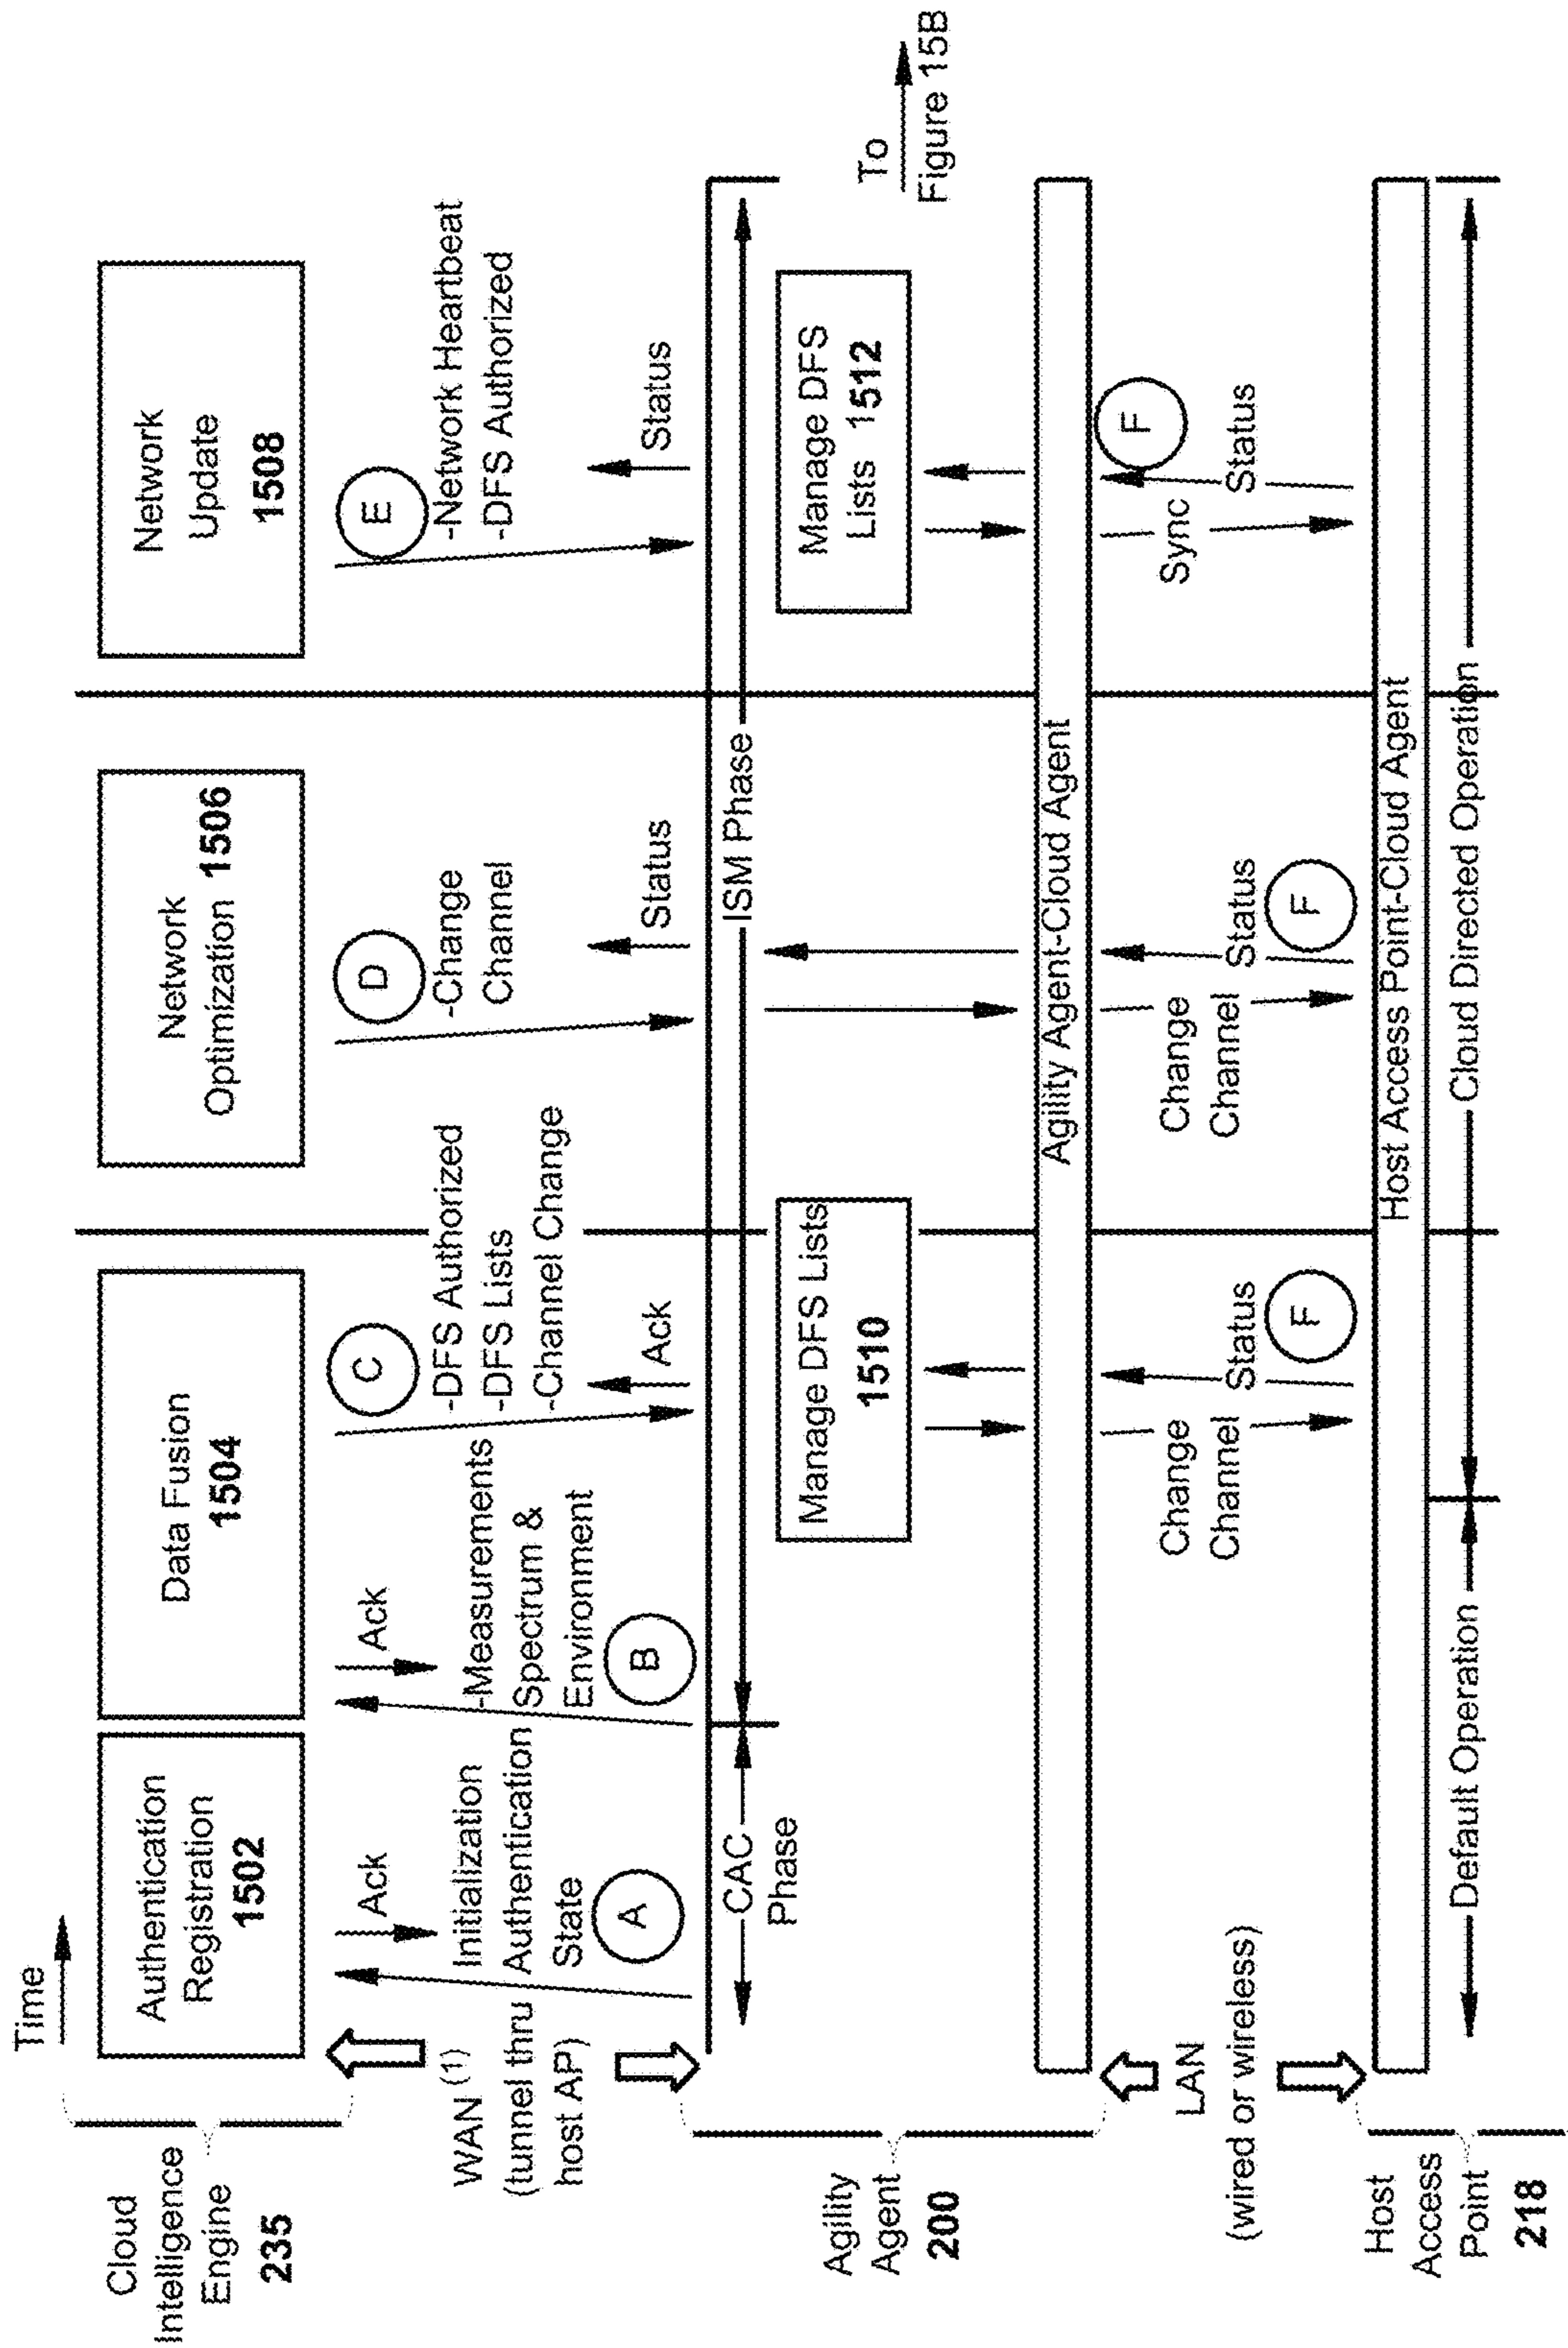 Time
Cloud
Intelligence
Engine
235
Authentication
Registration
1502
Data Fusion
1504
Network
Optimization 1506
Network
Update
1508
WAN (1)
(tunnel thru
host AP)
Ack
Initialization
Authentication
State
A
Ack
-Measurements
Spectrum &
Environment
B
C
-DFS Authorized
-DFS Lists
-Channel Change
Ack
D
-Change
Channel
Status
E
-Network Heartbeat
-DFS Authorized
Status
CAC
Phase
ISM Phase
Agility
Agent
200
Manage DFS Lists
1510
Manage DFS
Lists 1512
To
Figure 15B
Agility Agent-Cloud Agent
LAN
(wired or wireless)
Change
Channel
Status
F
Change
Channel
Status
F
Sync
Status
F
Host
Access
Point
218
Host Access Point-Cloud Agent
Default Operation
Cloud Directed Operation